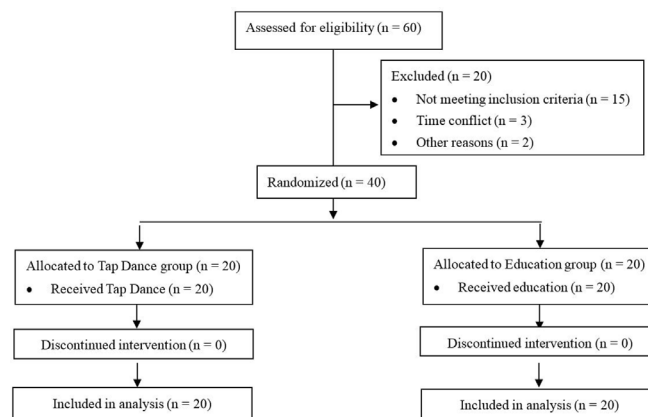 Assessed for eligibility (n = 60)
Excluded (n = 20)
• Not meeting inclusion criteria (n = 15)
• Time conflict (n = 3)
• Other reasons (n = 2)
Randomized (n = 40)
Allocated to Tap Dance group (n = 20)
• Received Tap Dance (n = 20)
Allocated to Education group (n = 20)
• Received education (n = 20)
Discontinued intervention (n = 0)
Discontinued intervention (n = 0)
Included in analysis (n = 20)
Included in analysis (n = 20)